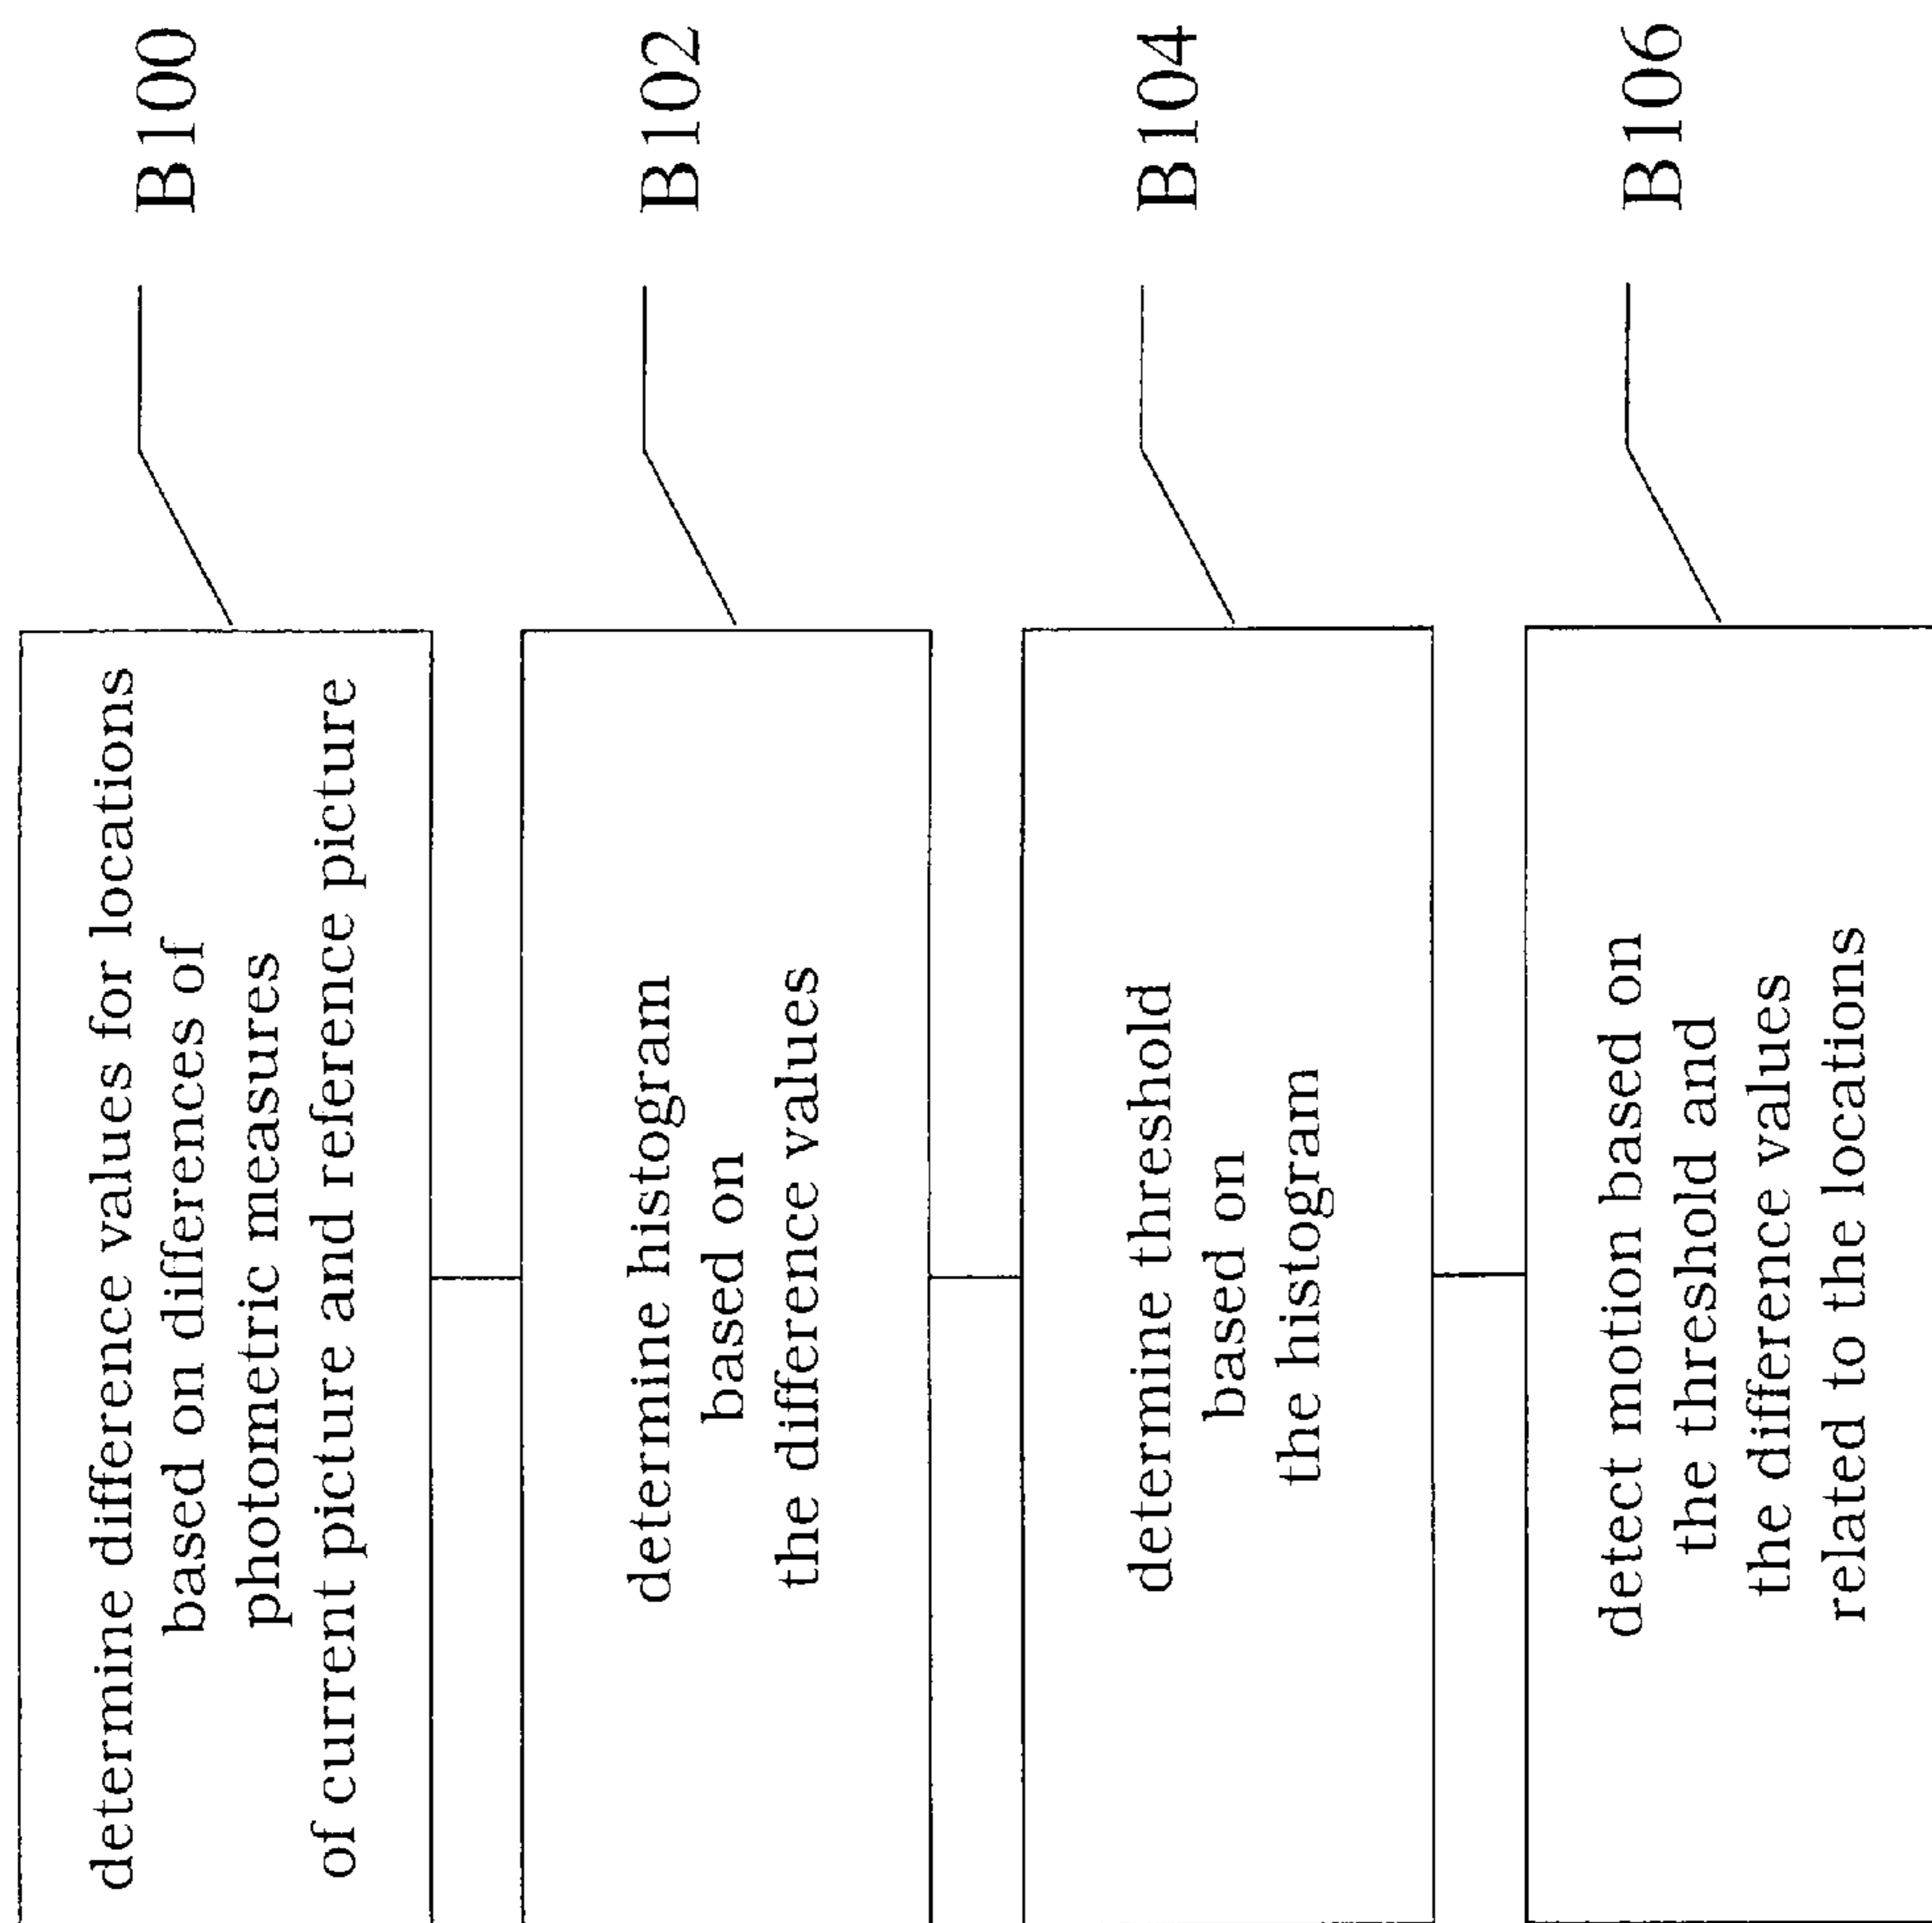 determine difference values for locations
based on differences of
photometric measures
of current picture and reference picture
B100
determine histogram
based on
the difference values
B102
determine threshold
based on
the histogram
B104
detect motion based on
the threshold and
the difference values
related to the locations
B106